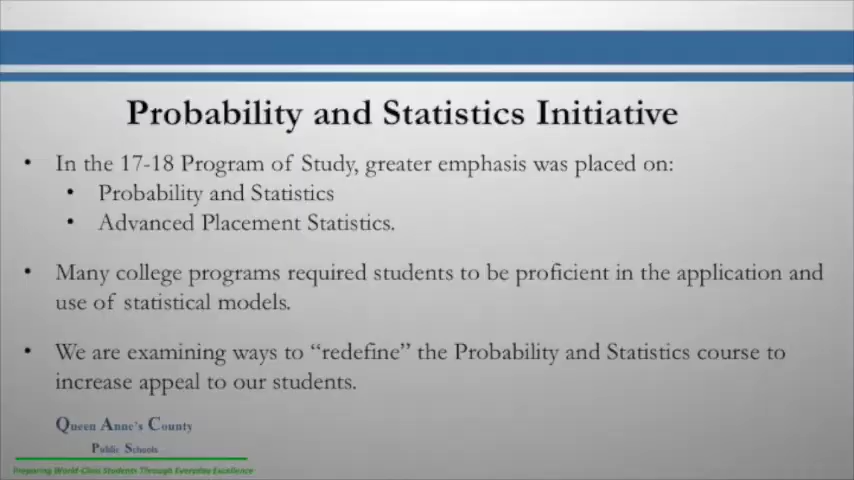 Probability and Statistics Initiative
• In the 17-18 Program of Study, greater emphasis was placed on:
• Probability and Statistics
• Advanced Placement Statistics.
• Many college programs required students to be proficient in the application and
use of statistical models.
• We are examining ways to “redefine” the Probability and Statistics course to
increase appeal to our students.
Queen Anne's County
Public Schools
Preparing World-Class Students Through Everyday Excellence